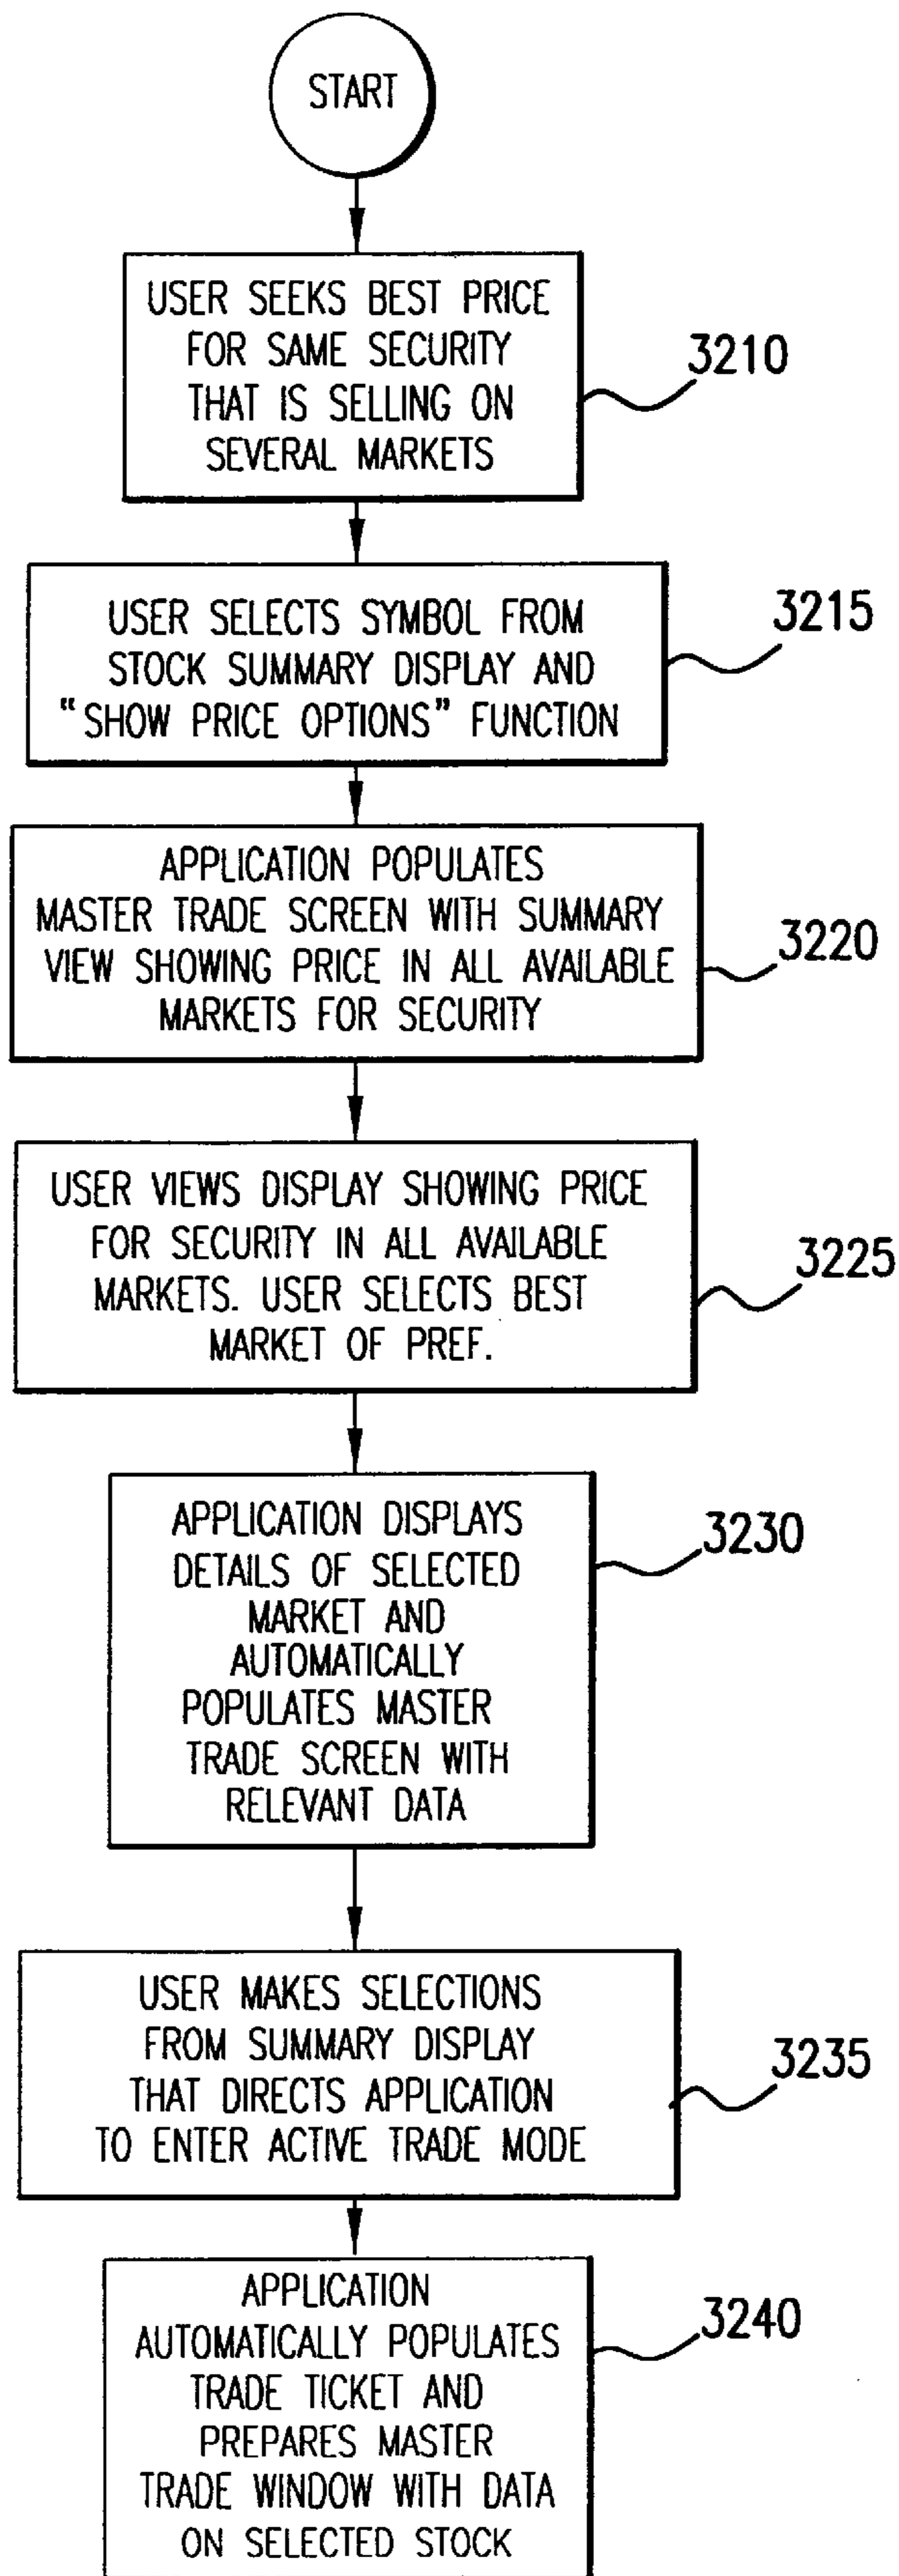 START
USER SEEKS BEST PRICE
FOR SAME SECURITY
THAT IS SELLING ON
SEVERAL MARKETS
3210
USER SELECTS SYMBOL FROM
STOCK SUMMARY DISPLAY AND
“SHOW PRICE OPTIONS” FUNCTION
3215
APPLICATION POPULATES
MASTER TRADE SCREEN WITH SUMMARY
VIEW SHOWING PRICE IN ALL AVAILABLE
MARKETS FOR SECURITY
3220
USER VIEWS DISPLAY SHOWING PRICE
FOR SECURITY IN ALL AVAILABLE
MARKETS. USER SELECTS BEST
MARKET OF PREF.
3225
APPLICATION DISPLAYS
DETAILS OF SELECTED
MARKET AND
AUTOMATICALLY
POPULATES MASTER
TRADE SCREEN WITH
RELEVANT DATA
3230
USER MAKES SELECTIONS
FROM SUMMARY DISPLAY
THAT DIRECTS APPLICATION
TO ENTER ACTIVE TRADE MODE
3235
APPLICATION
AUTOMATICALLY POPULATES
TRADE TICKET AND
PREPARES MASTER
TRADE WINDOW WITH DATA
ON SELECTED STOCK
3240